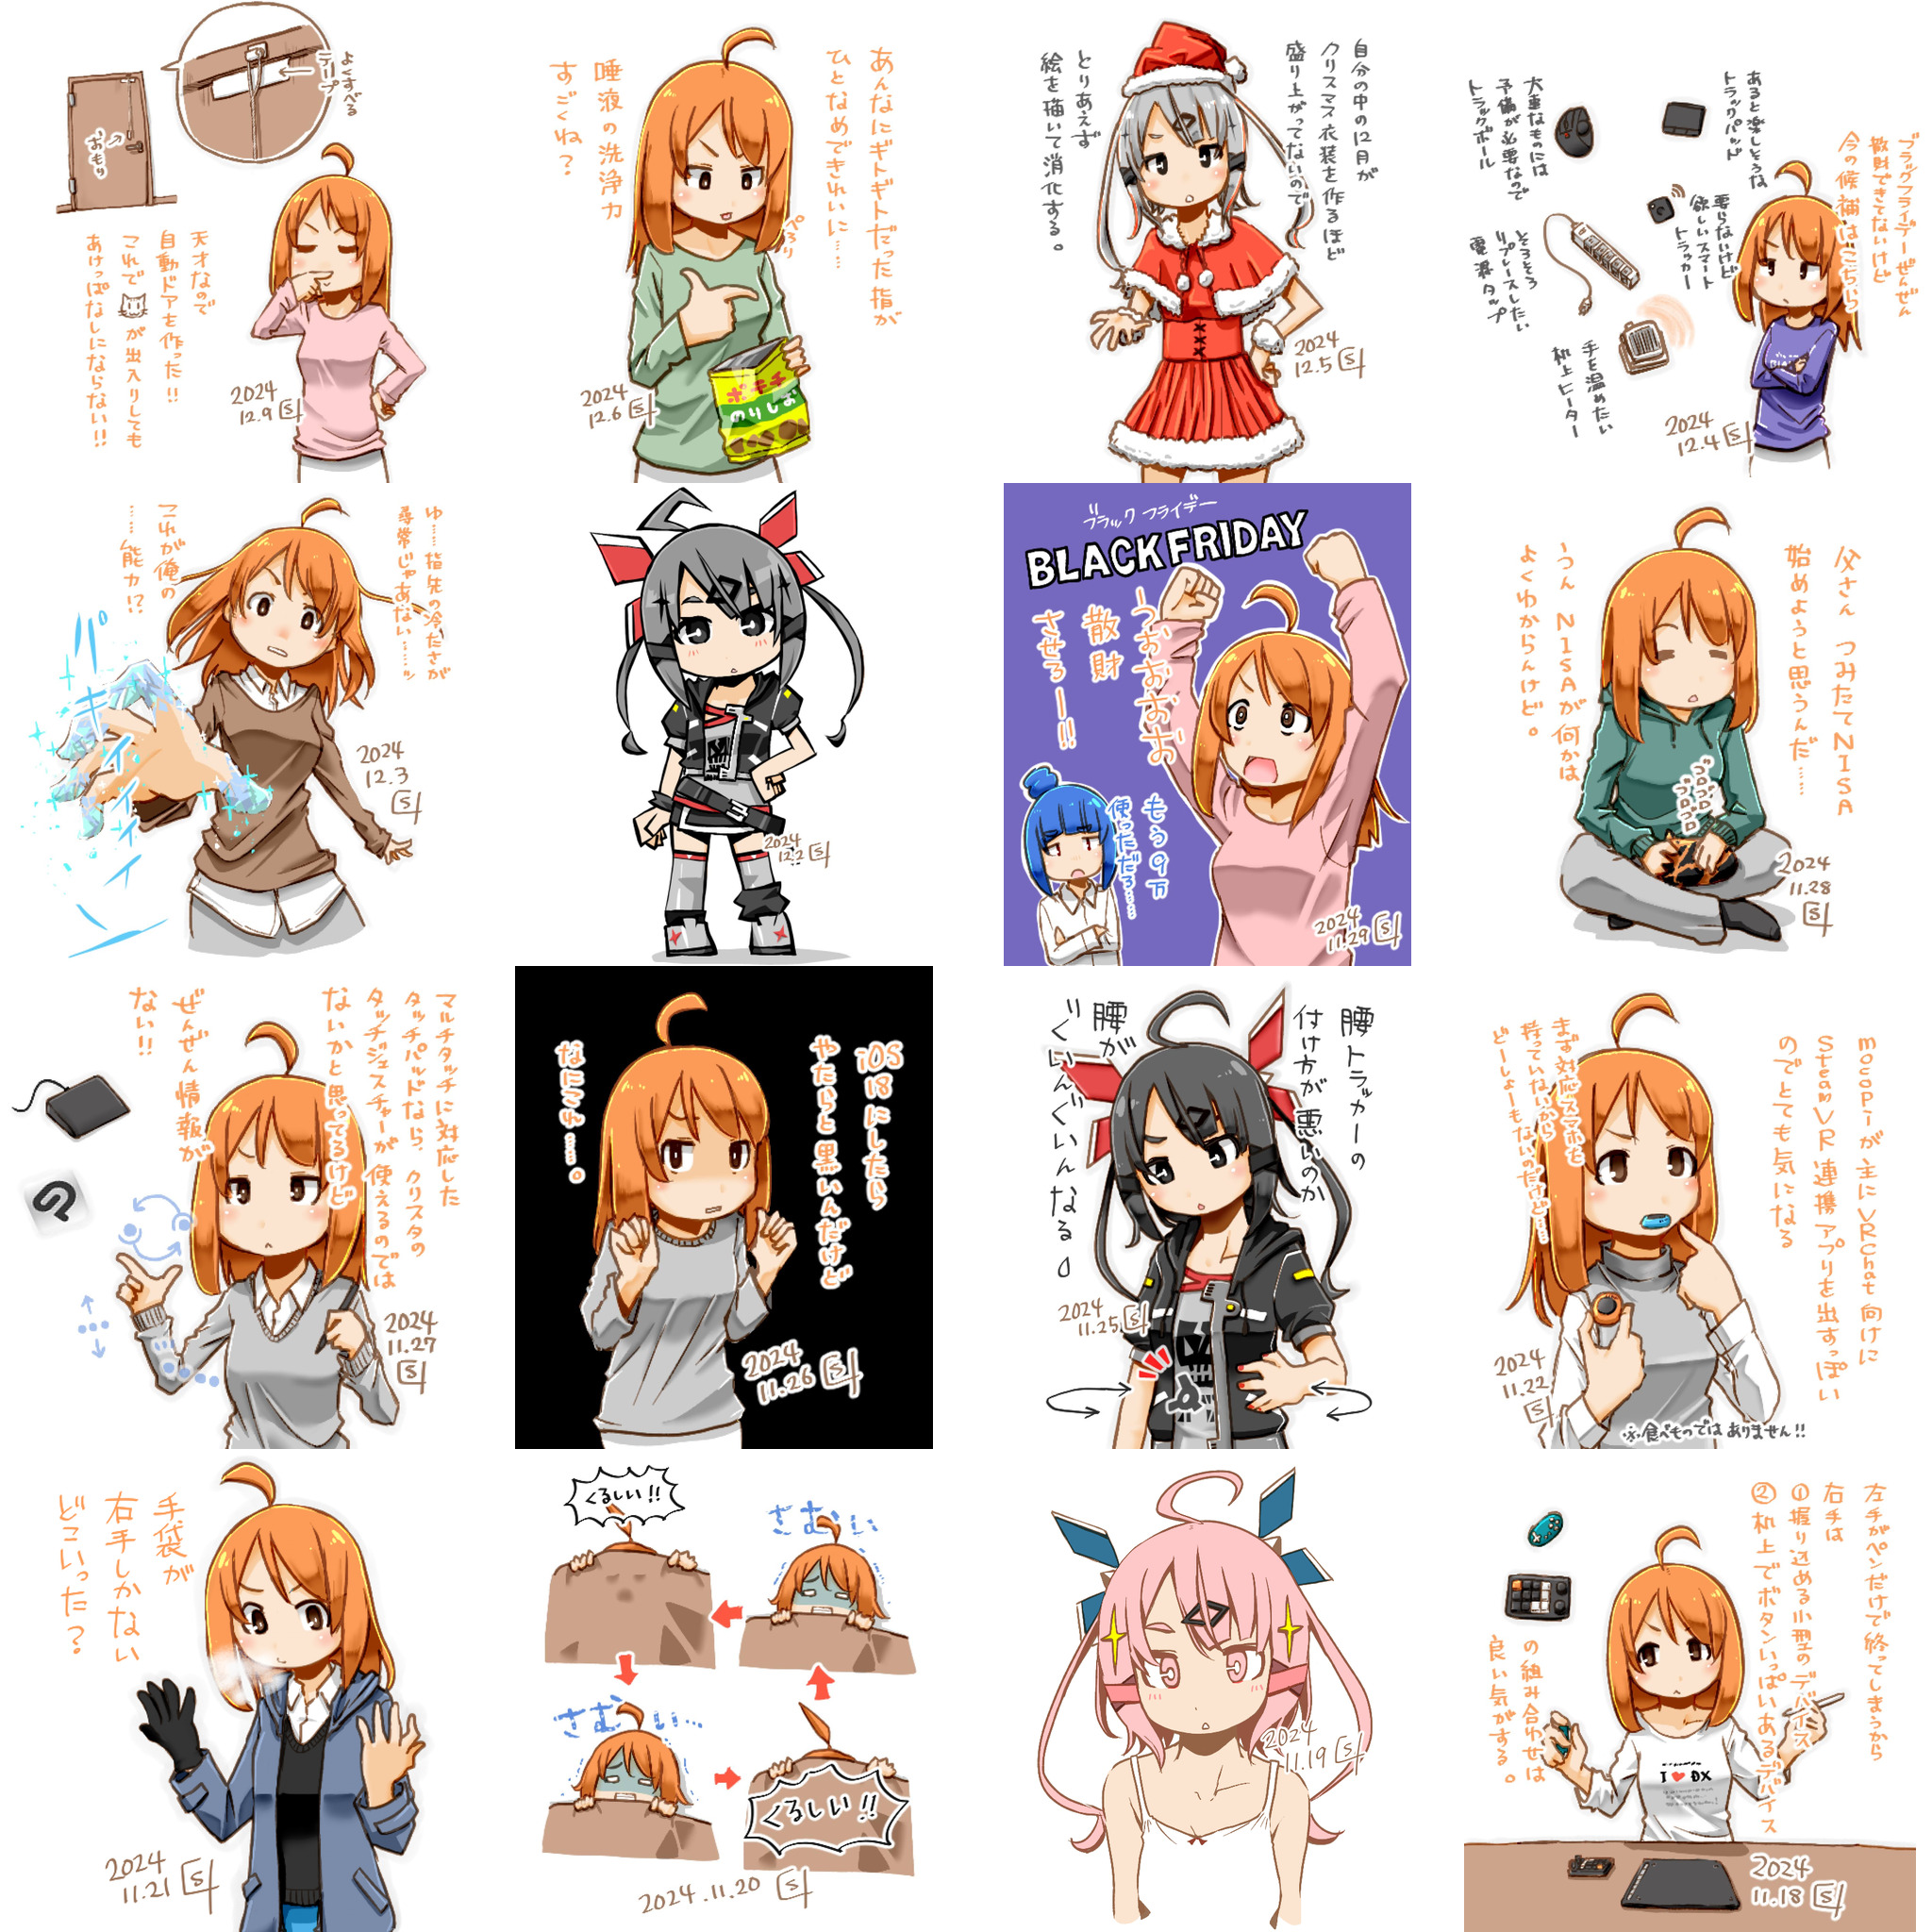 よくすべる
テープ
おもり
天才なので
自動ドアを作った!!
これで
が出入りしても
あけっぱなしにならない!!
2024
12.9
あんなにギトギトだった指が
ひとなめできれいに……
唾液の洗浄力
すごくね?
ぺろり
ポテチ
のりしお
2024
12.6
自分の中の12月が
クリスマス衣装を作るほど
盛り上がってないので
とりあえず
絵を描いて消化する。
2024
12.5
ブラックフライデーぜんぜん
散財できてないけど
今の候補はこちら
あると楽しそうな
トラックパッド
大事なものには
予備が必要なので
トラックボール
要らないけど
欲しいスマート
トラッカー
そろそろ
リプレースしたい
電源タップ
手を温めたい
机上ヒーター
2024
12.4
ゆ……指先の冷たさが
尋常じゃあない……ッ
これが俺の
……能力!?
パキィィィィン
2024
12.3
2024
12.2
ブラックフライデー
BLACK FRIDAY
うおおおお
散財
させろー!!
もう9万
使っただろ……
2024
11.29
父さん つみたてNISA
始めようと思うんだ……
うん NISAが何かは
よくわからんけど。
ゴロゴロ
ゴロゴロ
2024
11.28
マルチタッチに対応した
タッチパッドなら、クリスタの
タッチジェスチャーが使えるのでは
ないかと思ってるけど
ぜんぜん情報が
ない!!
2024
11.27
iOS
18にしたら
やたらと黒いんだけど
なにこれ……。
2024
11.26
腰トラッカーの
付け方が悪いのか
腰が
ぐいんぐいんなる。
2024
11.25
mocopiが主にVRChat向けに
SteamVR連携アプリを出すっぽい
のでとても気になる
まず対応スマホも
持っていないから
どーしょーもないのだけど……
2024
11.22
※食べものではありません!!
手袋が
右手しかない
どこいった?
2024
11.21
くるしい!!
さむい
さむい…
くるしい!!
2024.11.20
2024
11.19
左手がペンだけで終ってしまうから
右手は
①握り込める小型のデバイス
②机上でボタンいっぱいあるデバイス
の組み合わせは
良い気がする。
I ♥ DX
2024
11.18